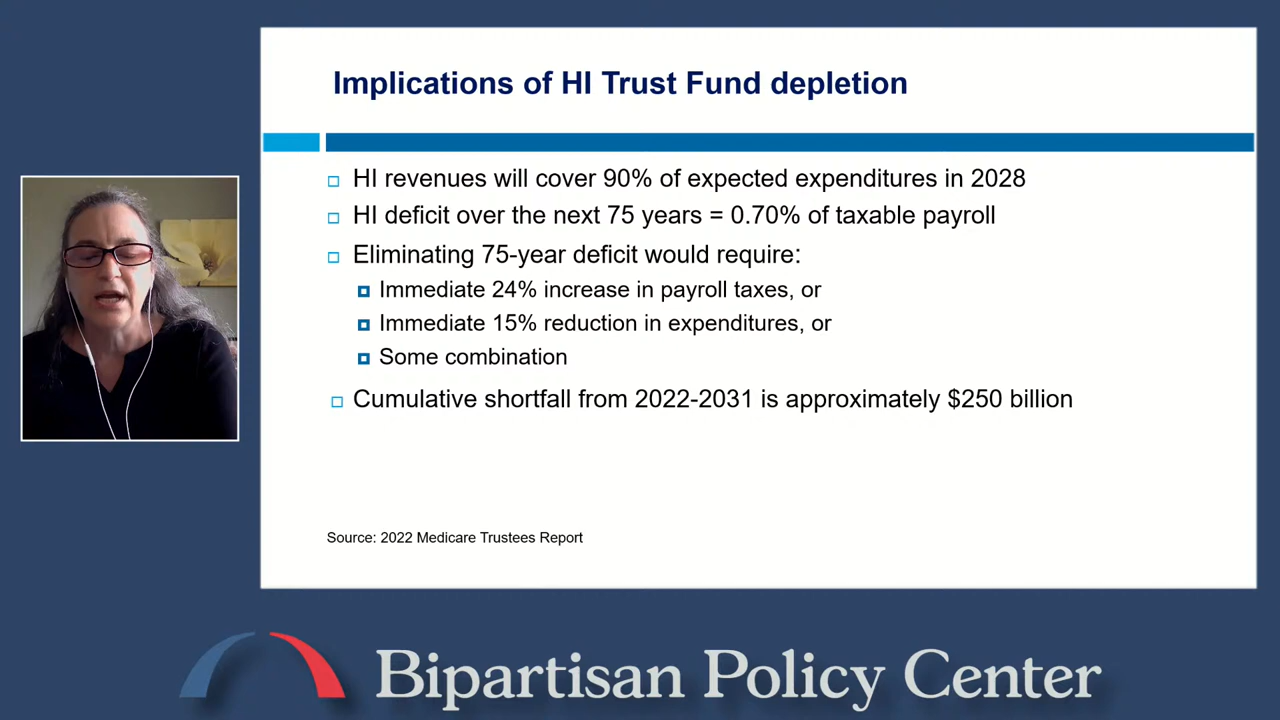 Implications of HI Trust Fund depletion
HI revenues will cover 90% of expected expenditures in 2028
HI deficit over the next 75 years = 0.70% of taxable payroll
Eliminating 75-year deficit would require:
Immediate 24% increase in payroll taxes, or
Immediate 15% reduction in expenditures, or
Some combination
Cumulative shortfall from 2022-2031 is approximately $250 billion
Source: 2022 Medicare Trustees Report
Bipartisan Policy Center